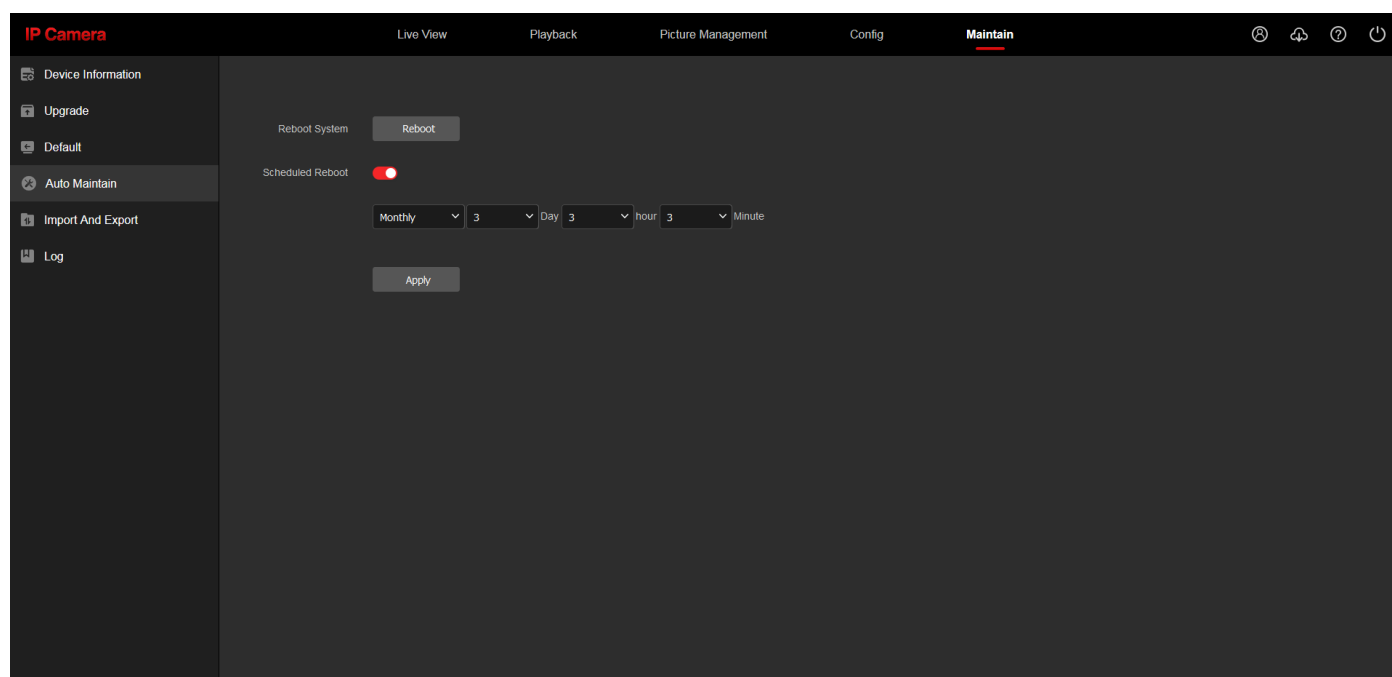 IP Camera Live View Playback Picture Management Config Maintain
Device Information
Upgrade
Default
Auto Maintain
Import And Export
Log
Reboot System Reboot
Scheduled Reboot
Monthly 3 Day 3 hour 3 Minute
Apply